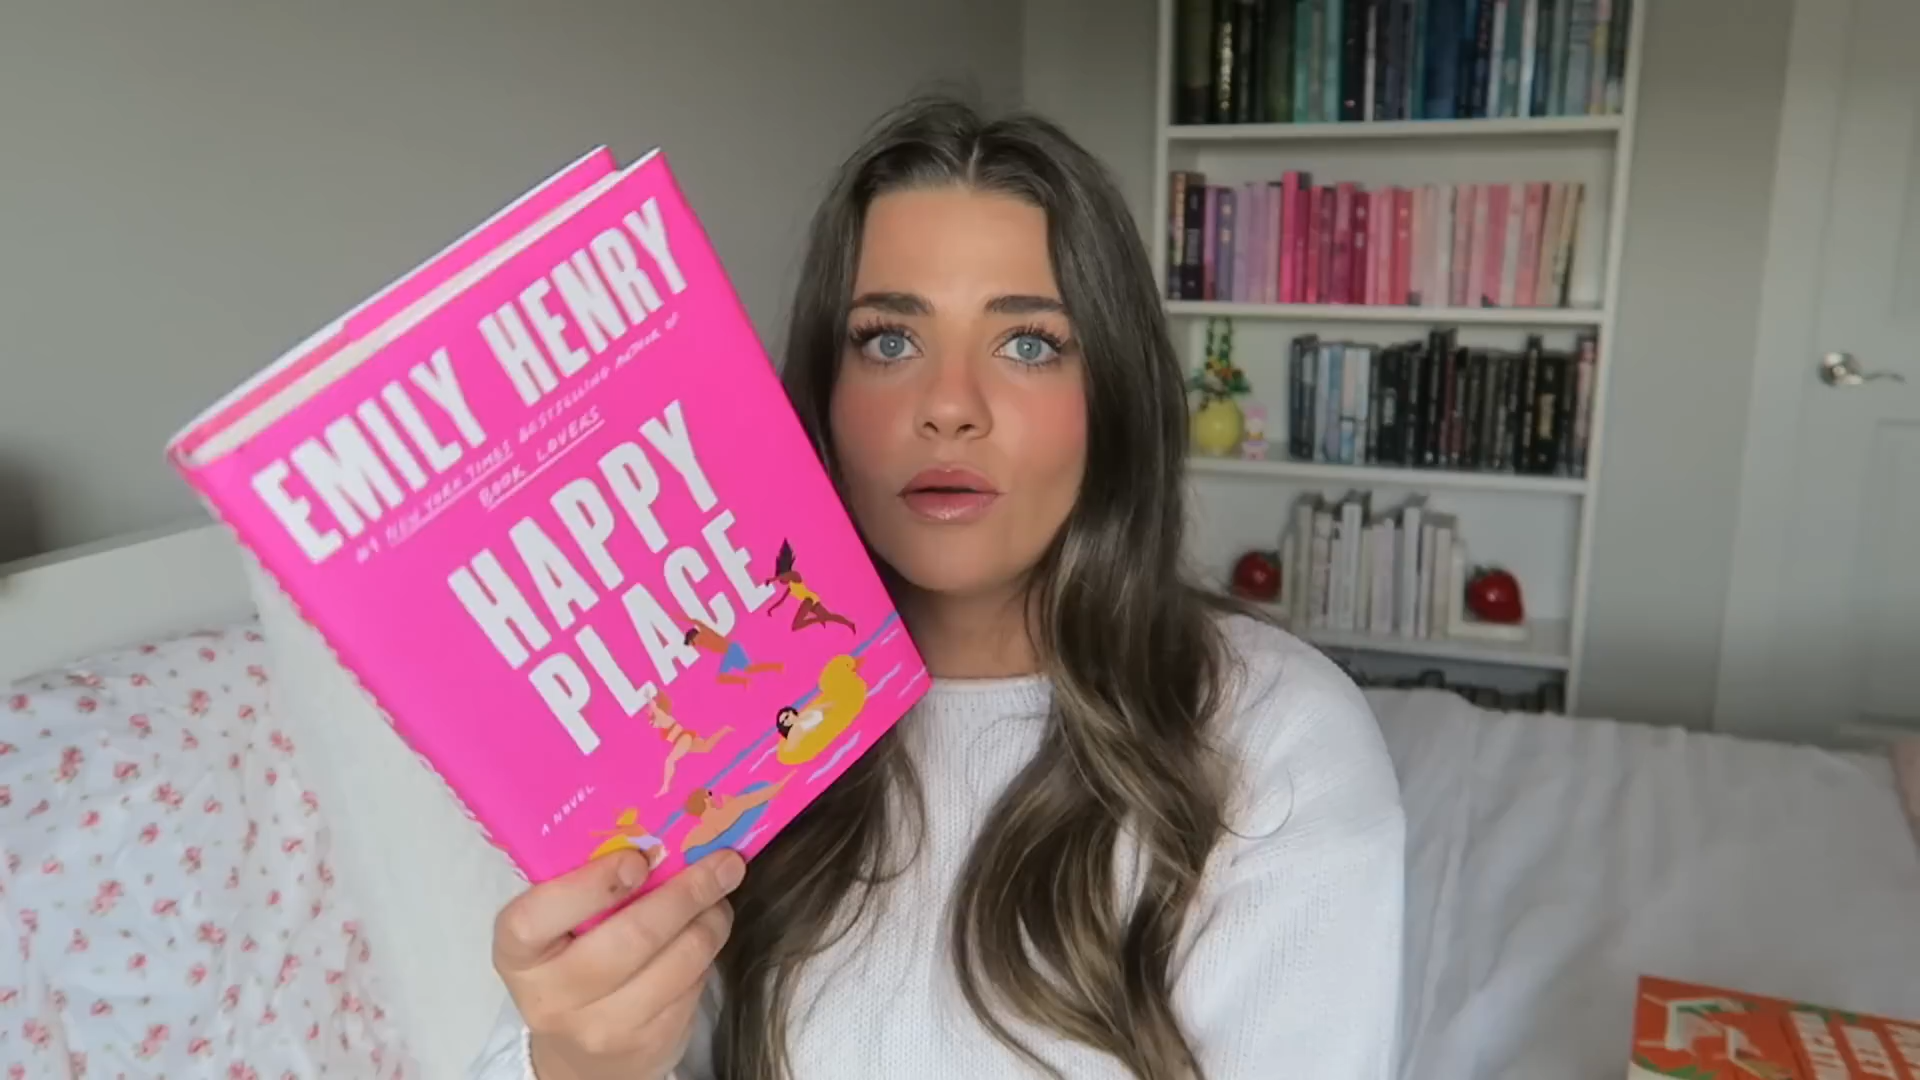 EMILY HENRY
#1 NEW YORK TIMES BESTSELLING AUTHOR OF
BOOK LOVERS
HAPPY
PLACE
A NOVEL